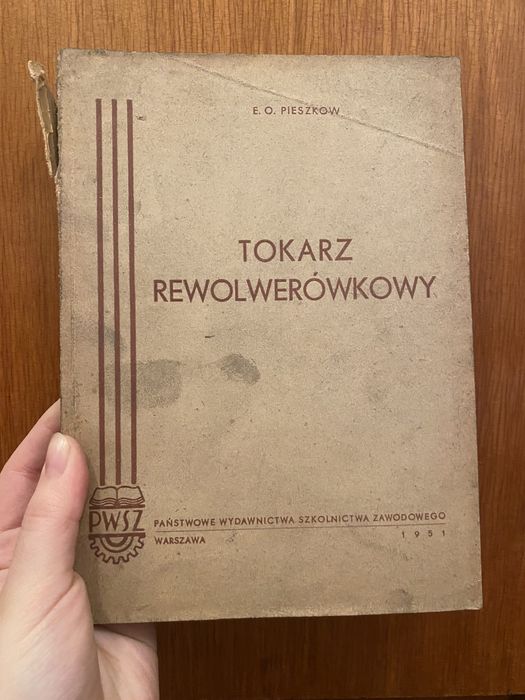 E. O. PIESZKOW
TOKARZ
REWOLWERÓWKOWY
PWSZ
PAŃSTWOWE WYDAWNICTWA SZKOLNICTWA ZAWODOWEGO
WARSZAWA 1951